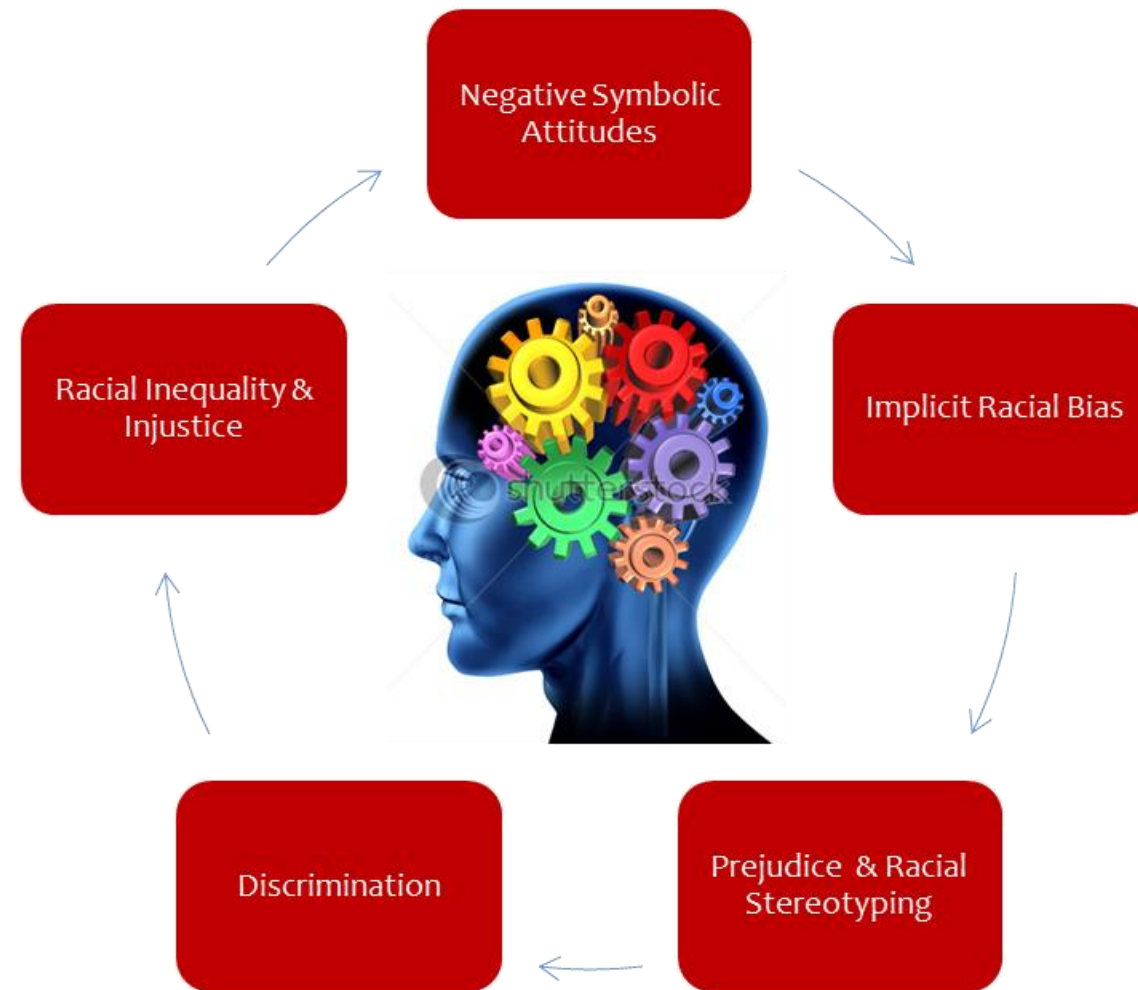 Negative Symbolic
Attitudes
Racial Inequality &
Injustice
Implicit Racial Bias
shutterstock
Discrimination
Prejudice & Racial
Stereotyping